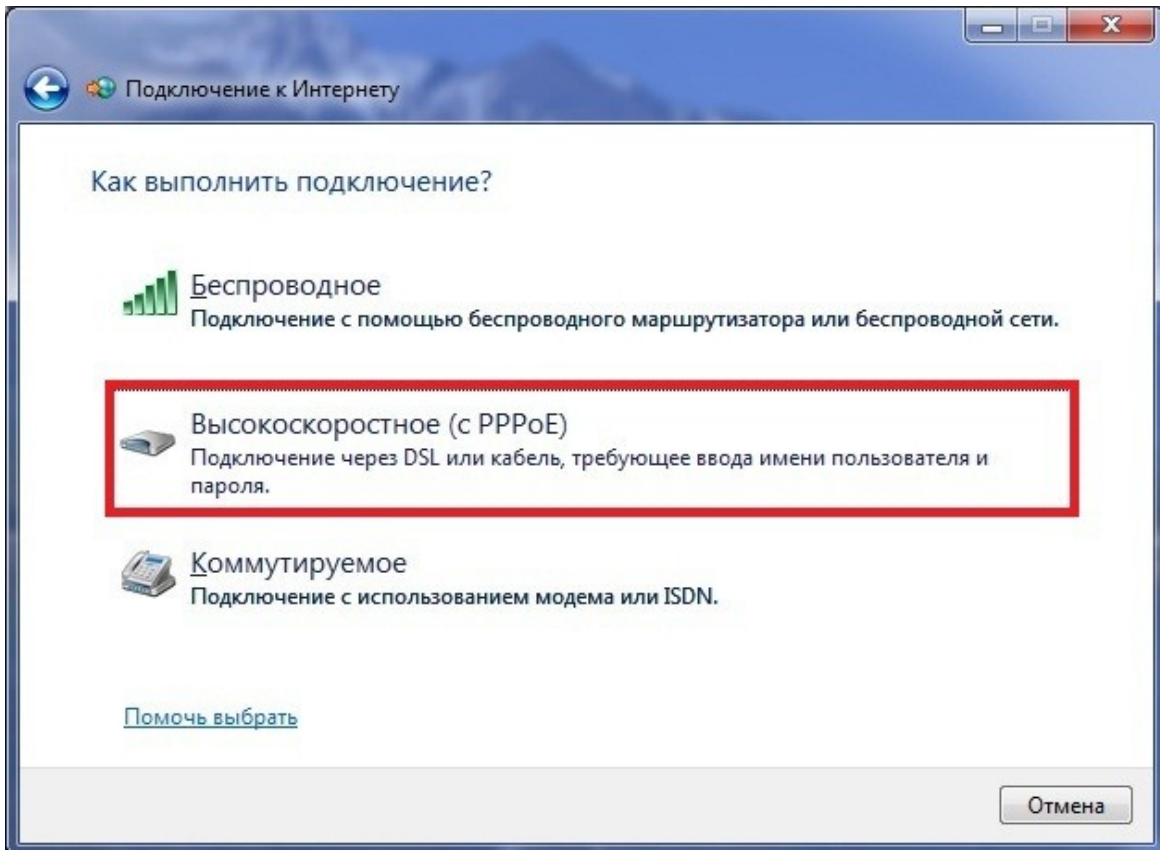 Подключение к Интернету
Как выполнить подключение?
Беспроводное
Подключение с помощью беспроводного маршрутизатора или беспроводной сети.
Высокоскоростное (с PPPoE)
Подключение через DSL или кабель, требующее ввода имени пользователя и
пароля.
Коммутируемое
Подключение с использованием модема или ISDN.
Помочь выбрать
Отмена